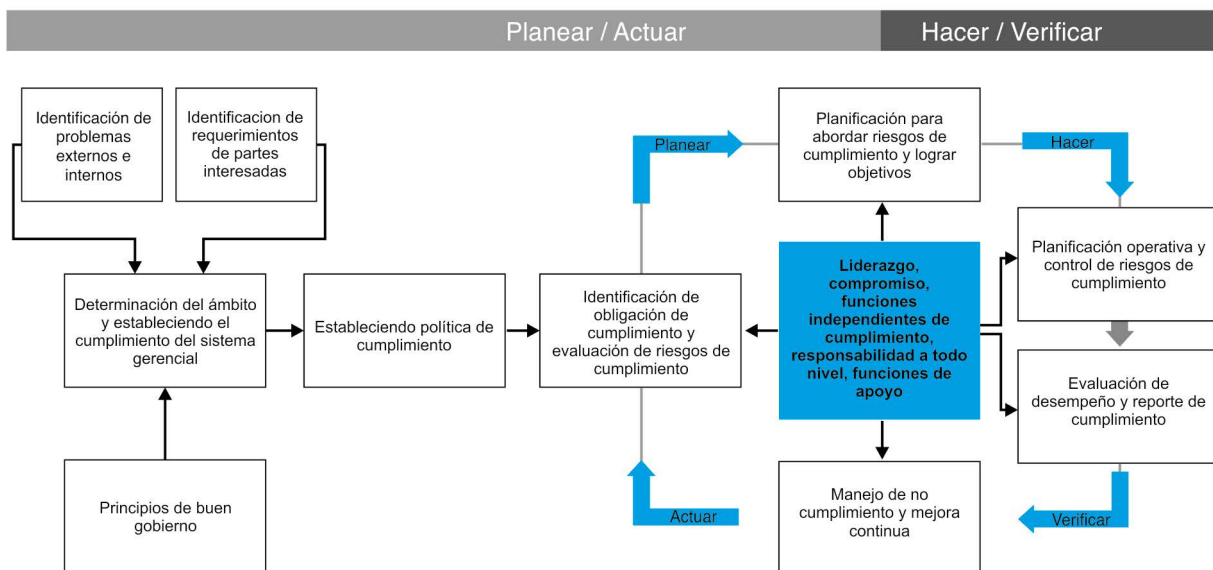 Planear / Actuar
Hacer / Verificar
Identificación de
problemas
externos e
internos
Identificacion de
requerimientos
de partes
interesadas
Planear
Planificación para
abordar riesgos de
cumplimiento y lograr
objetivos
Hacer
Determinación del ámbito
y estableciendo el
cumplimiento del sistema
gerencial
Estableciendo política de
cumplimiento
Identificación de
obligación de
cumplimiento y
evaluación de riesgos de
cumplimiento
Liderazgo,
compromiso,
funciones
independientes de
cumplimiento,
responsabilidad a todo
nivel, funciones de
apoyo
Planificación operativa y
control de riesgos de
cumplimiento
Evaluación de
desempeño y reporte de
cumplimiento
Principios de buen
gobierno
Actuar
Manejo de no
cumplimiento y mejora
continua
Verificar